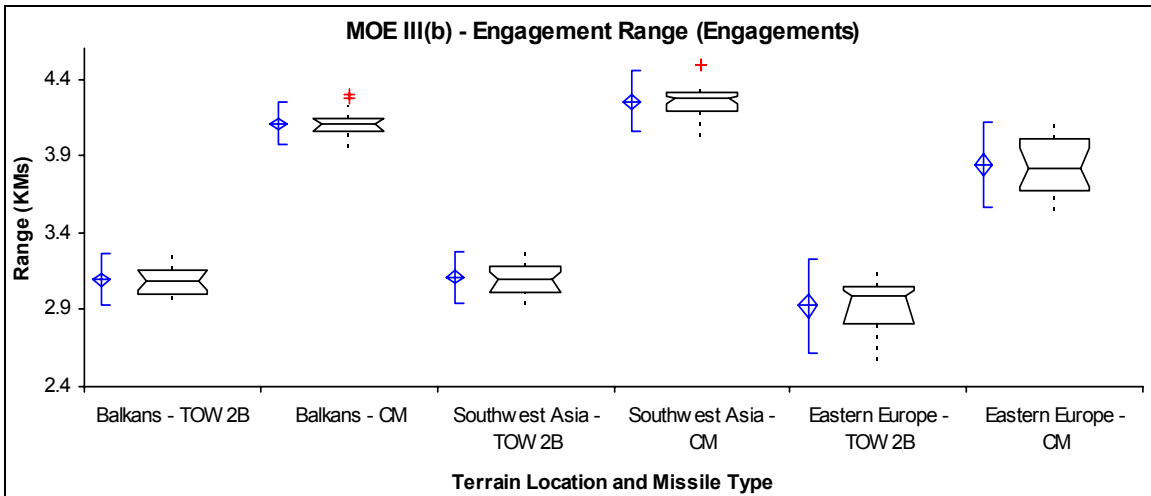 MOE III(b) - Engagement Range (Engagements)
Range (KMs)
4.4
3.9
3.4
2.9
2.4
Balkans - TOW 2B
Balkans - CM
Southwest Asia -
TOW 2B
Southwest Asia -
CM
Eastern Europe -
TOW 2B
Eastern Europe -
CM
Terrain Location and Missile Type